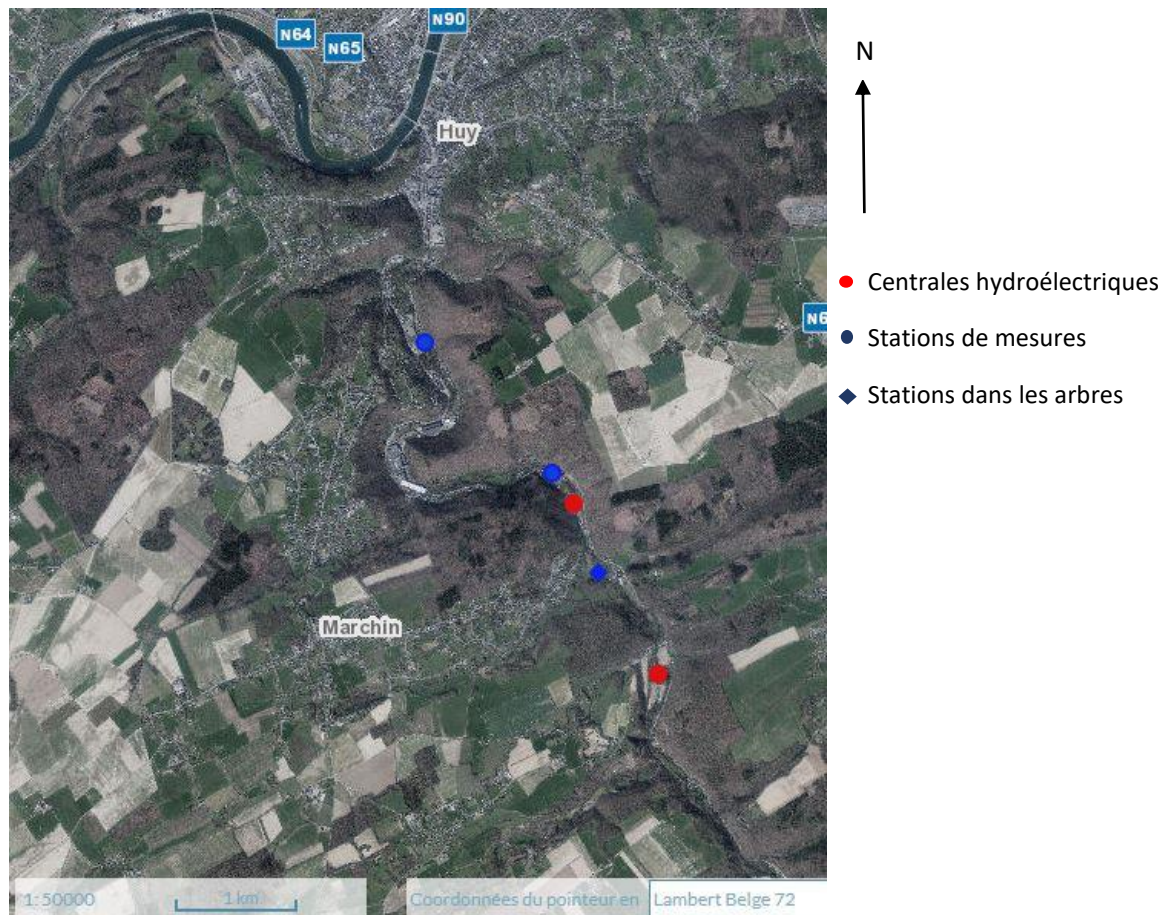 N64
N65
N90
Huy
N6
Marchin
1:50000
1 km
Coordonnées du pointeur en
Lambert Belge 72
N
Centrales hydroélectriques
Stations de mesures
Stations dans les arbres